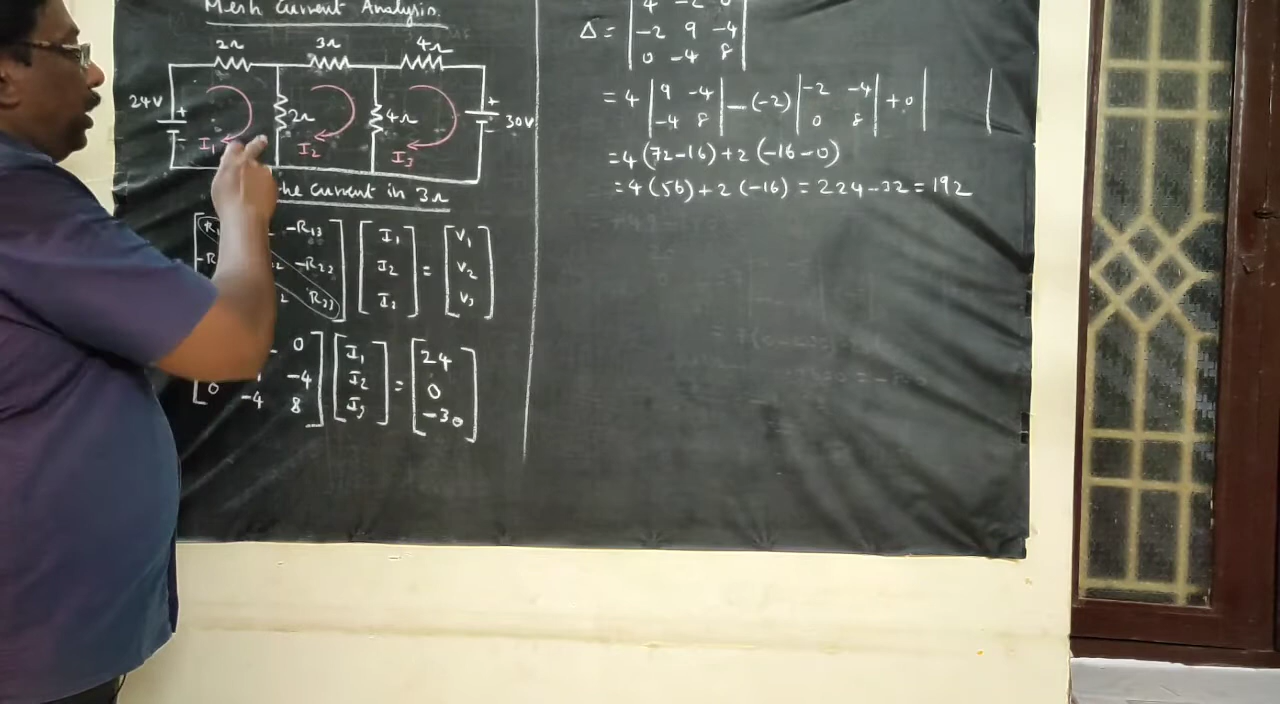 Mesh Current Analysis
2Ω 3Ω 4Ω
24V + - 2Ω 4Ω + - 30V
I₁ I₂ I₃
the current in 3Ω
-R₁₃ I₁ V₁
-R I₂ = V₂
-R₂₃
R₃₃ I₃ V₃
0 I₁ 24
-4 I₂ = 0
0 -4 8 I₃ -30
4 -2 0
Δ = -2 9 -4
0 -4 8
= 4 | 9 -4 | - (-2) | -2 -4 | + 0 | |
-4 8 0 8
= 4 (72-16) + 2 (-16-0)
= 4 (56) + 2 (-16) = 224-32 = 192